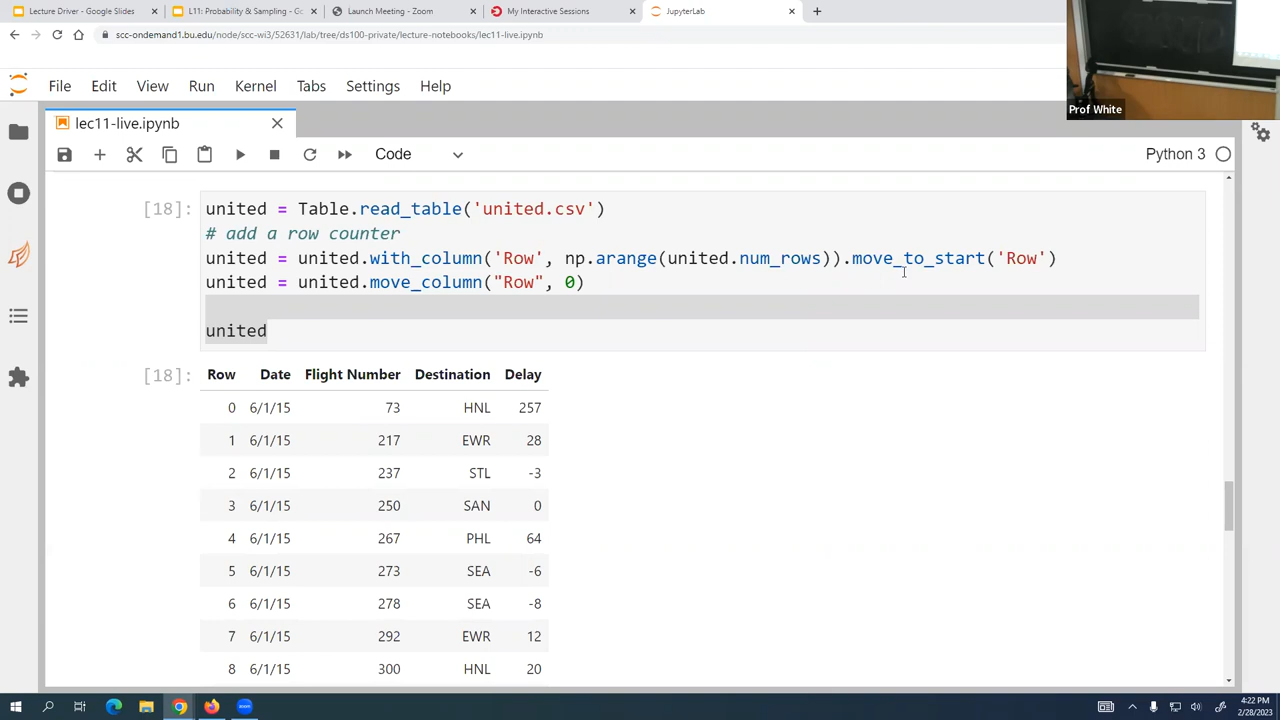 Lecture Driver - Google Slides
L11: Probability & Sampling - Go
Launch Meeting - Zoom
My Interactive Sessions
JupyterLab
scc-ondemand1.bu.edu/node/scc-wi3/52631/lab/tree/ds100-private/lecture-notebooks/lec11-live.ipynb
File Edit View Run Kernel Tabs Settings Help
Prof White
lec11-live.ipynb
Code
Python 3
[18]: united = Table.read_table('united.csv')
# add a row counter
united = united.with_column('Row', np.arange(united.num_rows)).move_to_start('Row')
united = united.move_column("Row", 0)
united
[18]: Row Date Flight Number Destination Delay
0 6/1/15 73 HNL 257
1 6/1/15 217 EWR 28
2 6/1/15 237 STL -3
3 6/1/15 250 SAN 0
4 6/1/15 267 PHL 64
5 6/1/15 273 SEA -6
6 6/1/15 278 SEA -8
7 6/1/15 292 EWR 12
8 6/1/15 300 HNL 20
4:22 PM
2/28/2023